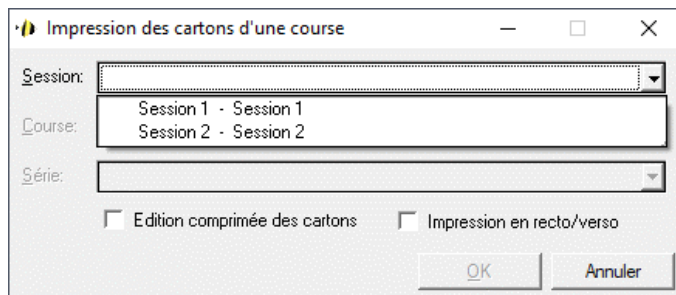 Impression des cartons d'une course
Session:
Session 1 - Session 1
Session 2 - Session 2
Course:
Série:
Edition comprimée des cartons
Impression en recto/verso
OK
Annuler